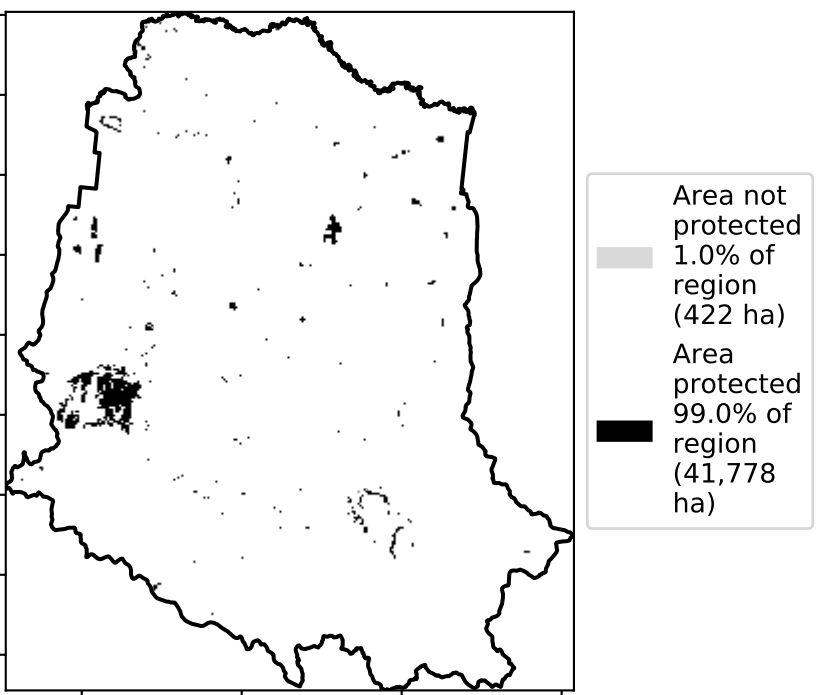 Area not
protected
1.0% of
region
(422 ha)
Area
protected
99.0% of
region
(41,778
ha)